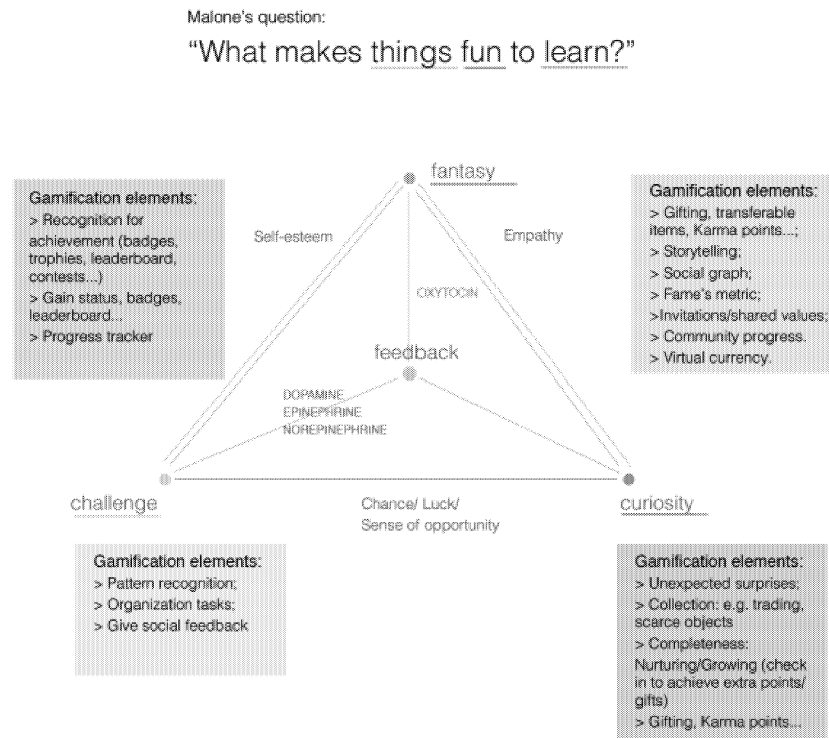 Malone's question:
“What makes things fun to learn?”
fantasy
Gamification elements:
> Recognition for
achievement (badges,
trophies, leaderboard,
contests...)
> Gain status, badges,
leaderboard...
> Progress tracker
Self-esteem
Empathy
Gamification elements:
> Gifting, transferable
items, Karma points...;
> Storytelling;
> Social graph;
> Fame's metric;
>Invitations/shared values;
> Community progress.
> Virtual currency.
OXYTOCIN
feedback
DOPAMINE
EPINEPHRINE
NOREPINEPHRINE
challenge
Chance/ Luck/
Sense of opportunity
curiosity
Gamification elements:
> Pattern recognition;
> Organization tasks;
> Give social feedback
Gamification elements:
> Unexpected surprises;
> Collection: e.g. trading,
scarce objects
> Completeness:
Nurturing/Growing (check
in to achieve extra points/
gifts)
> Gifting, Karma points...